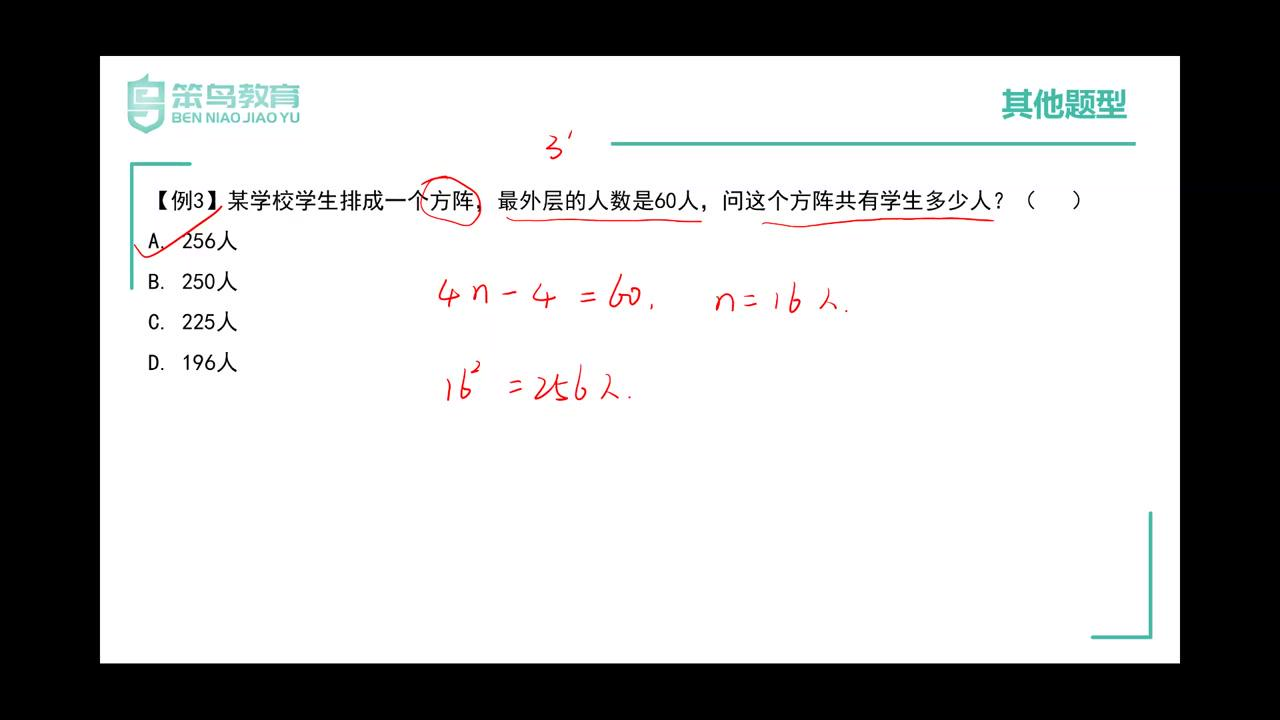 笨鸟教育
BEN NIAO JIAO YU
其他题型
3'
【例3】某学校学生排成一个方阵，最外层的人数是60人，问这个方阵共有学生多少人？（ ）
A. 256人
B. 250人
4n-4=60. n=16人.
C. 225人
D. 196人
16²=256人.